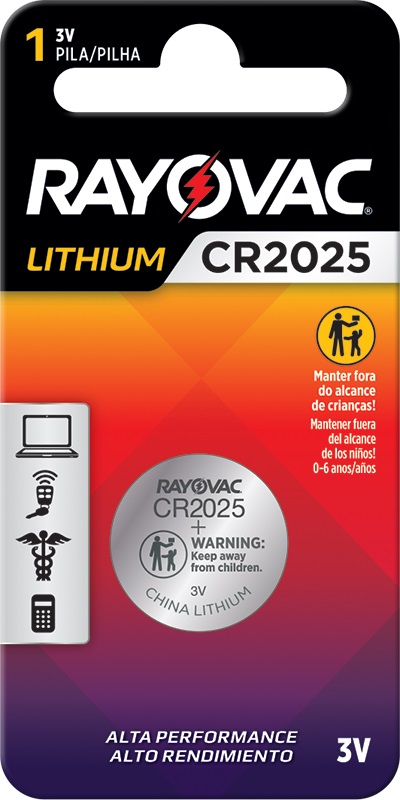 1 3V
PILA/PILHA
RAYOVAC®
LITHIUM CR2025
Manter fora
do alcance
de crianças!
Mantener fuera
del alcance
de los niños!
0-6 anos/años
RAYOVAC
CR2025
+
WARNING:
Keep away
from children.
3V
CHINA LITHIUM
ALTA PERFORMANCE
ALTO RENDIMIENTO
3V